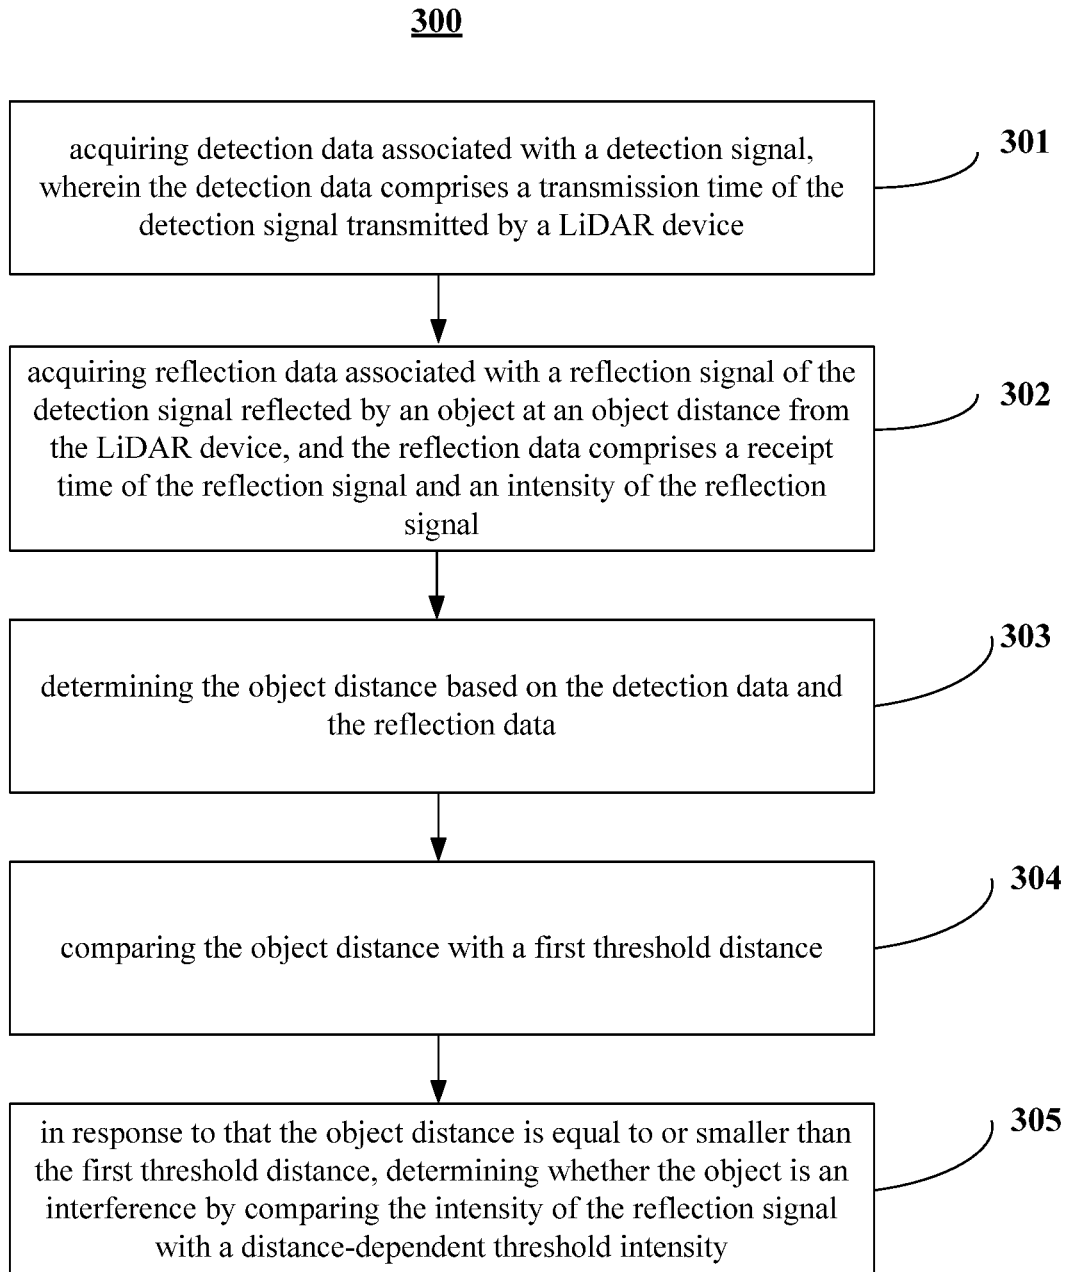 300
acquiring detection data associated with a detection signal,
wherein the detection data comprises a transmission time of the
detection signal transmitted by a LiDAR device
301
acquiring reflection data associated with a reflection signal of the
detection signal reflected by an object at an object distance from
the LiDAR device, and the reflection data comprises a receipt
time of the reflection signal and an intensity of the reflection
signal
302
determining the object distance based on the detection data and
the reflection data
303
comparing the object distance with a first threshold distance
304
in response to that the object distance is equal to or smaller than
the first threshold distance, determining whether the object is an
interference by comparing the intensity of the reflection signal
with a distance-dependent threshold intensity
305